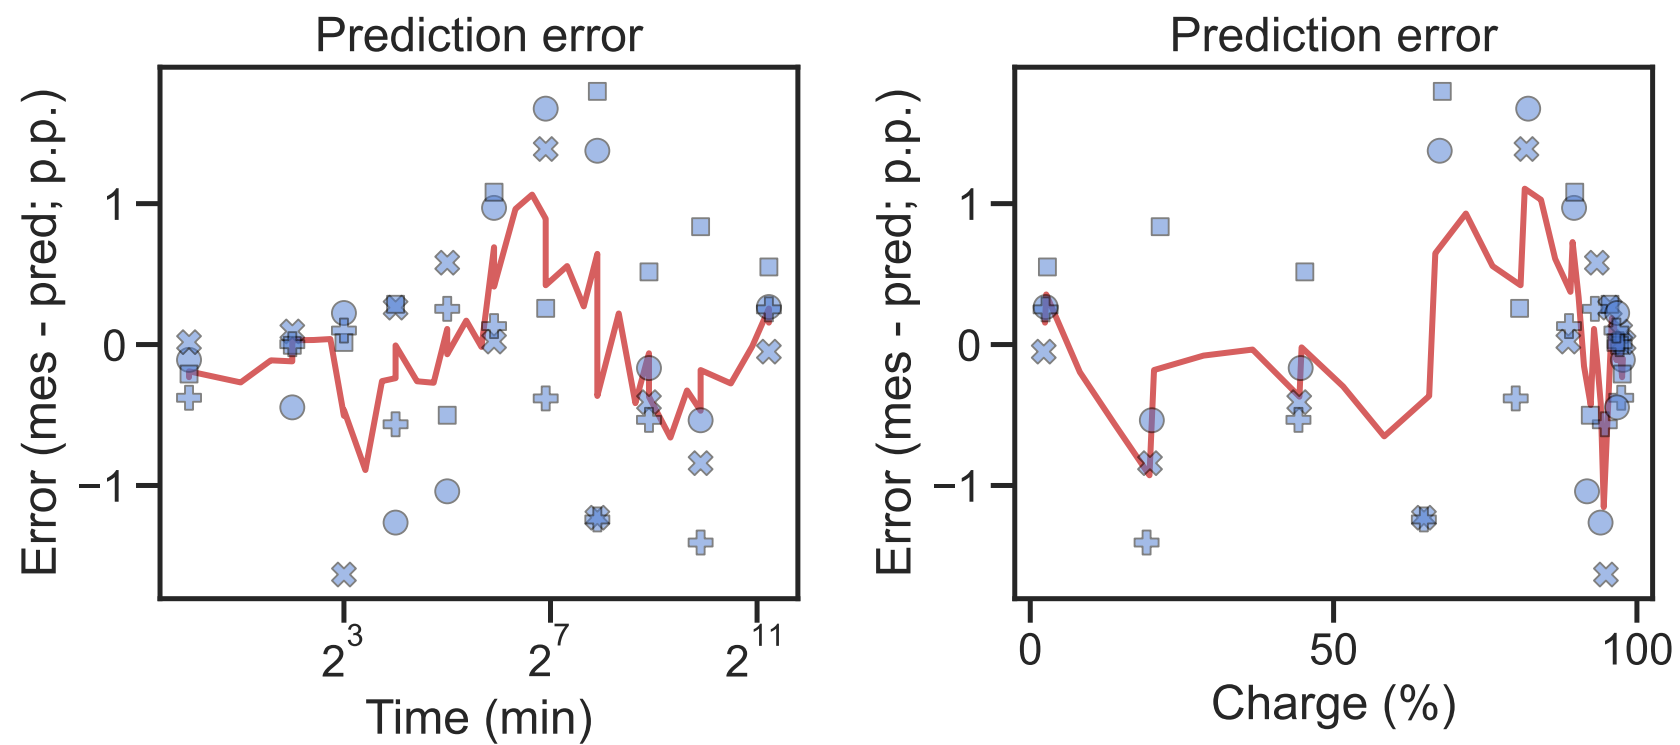 Prediction error
Error (mes - pred; p.p.)
1
0
−1
2^3
2^7
2^11
Time (min)
Prediction error
Error (mes - pred; p.p.)
1
0
−1
0
50
100
Charge (%)